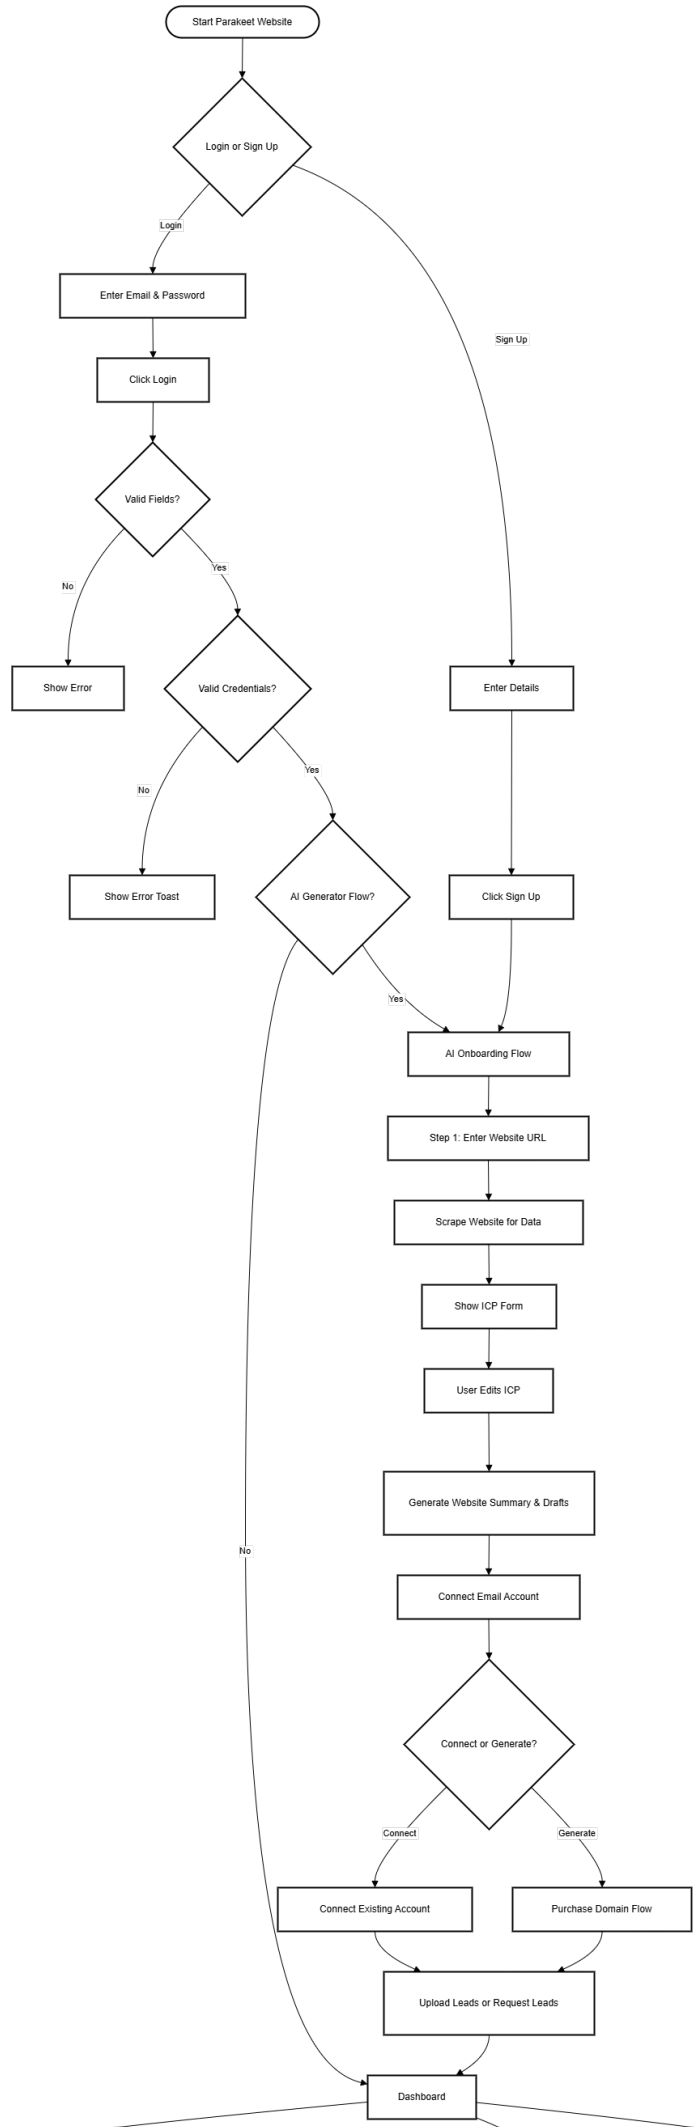 Start Parakeet Website
Login or Sign Up
Login
Enter Email & Password
Sign Up
Click Login
Valid Fields?
Yes
No
Show Error
Valid Credentials?
Enter Details
Yes
No
Show Error Toast
AI Generator Flow?
Click Sign Up
Yes
AI Onboarding Flow
Step 1: Enter Website URL
Scrape Website for Data
Show ICP Form
User Edits ICP
Generate Website Summary & Drafts
No
Connect Email Account
Connect or Generate?
Connect
Generate
Connect Existing Account
Purchase Domain Flow
Upload Leads or Request Leads
Dashboard